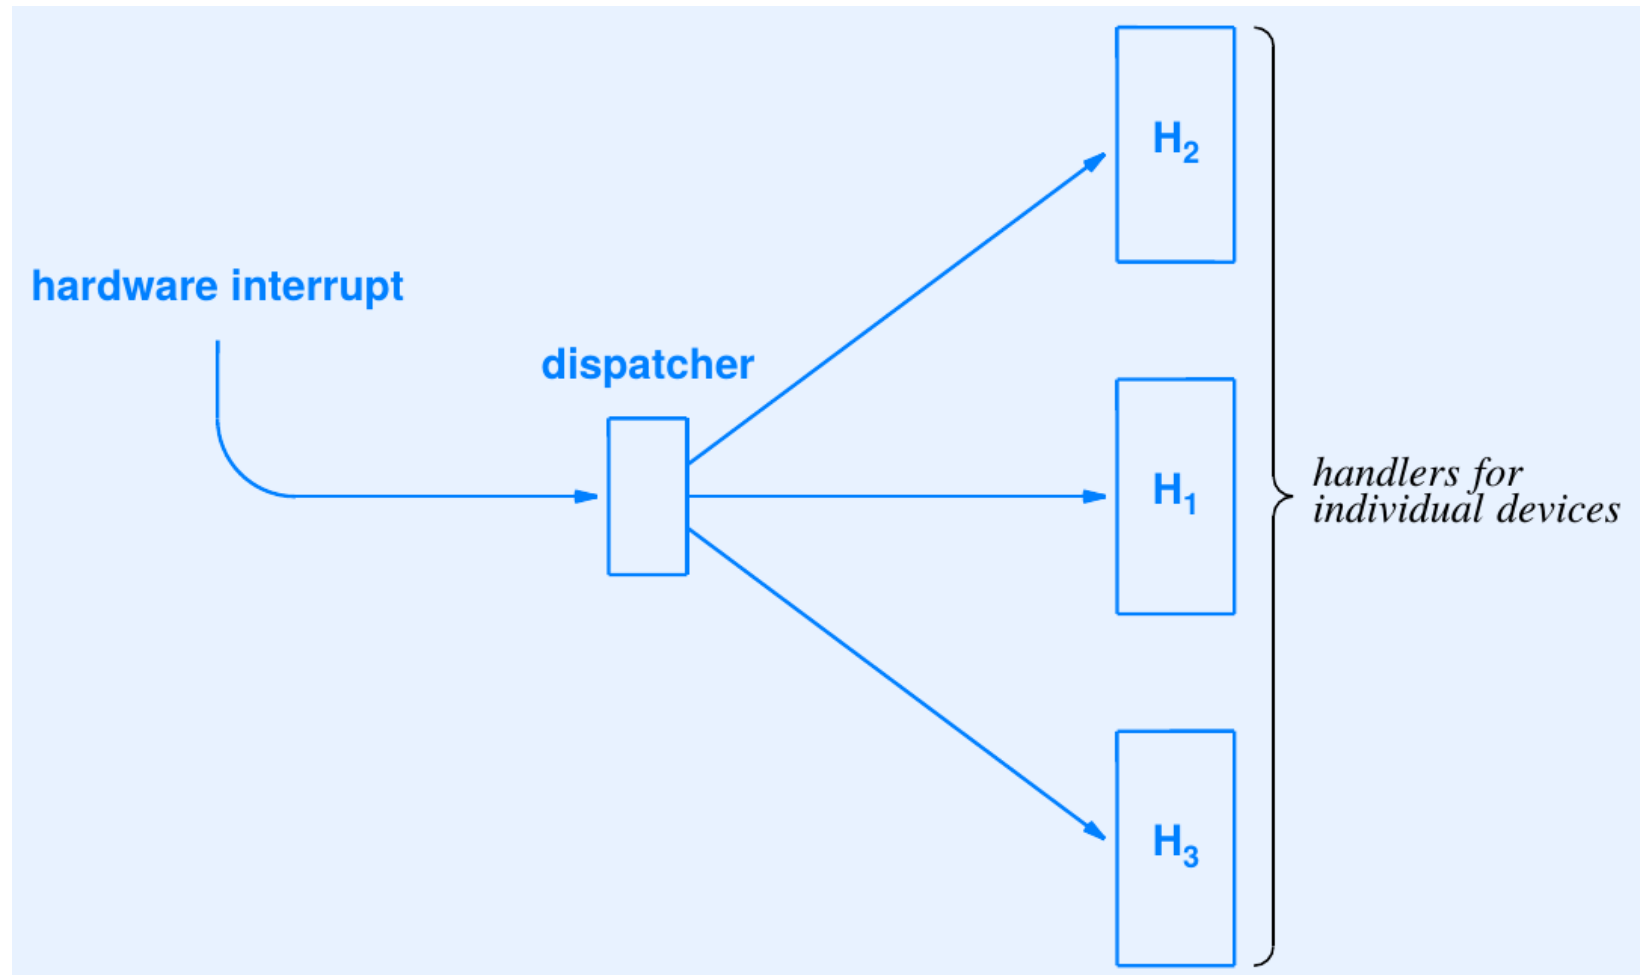 H₂
hardware interrupt
dispatcher
H₁
handlers for
individual devices
H₃